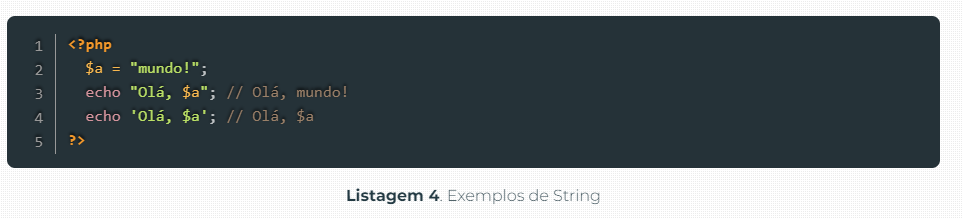 1 <?php
2 $a = "mundo!";
3 echo "Olá, $a"; // Olá, mundo!
4 echo 'Olá, $a'; // Olá, $a
5 ?>
Listagem 4. Exemplos de String